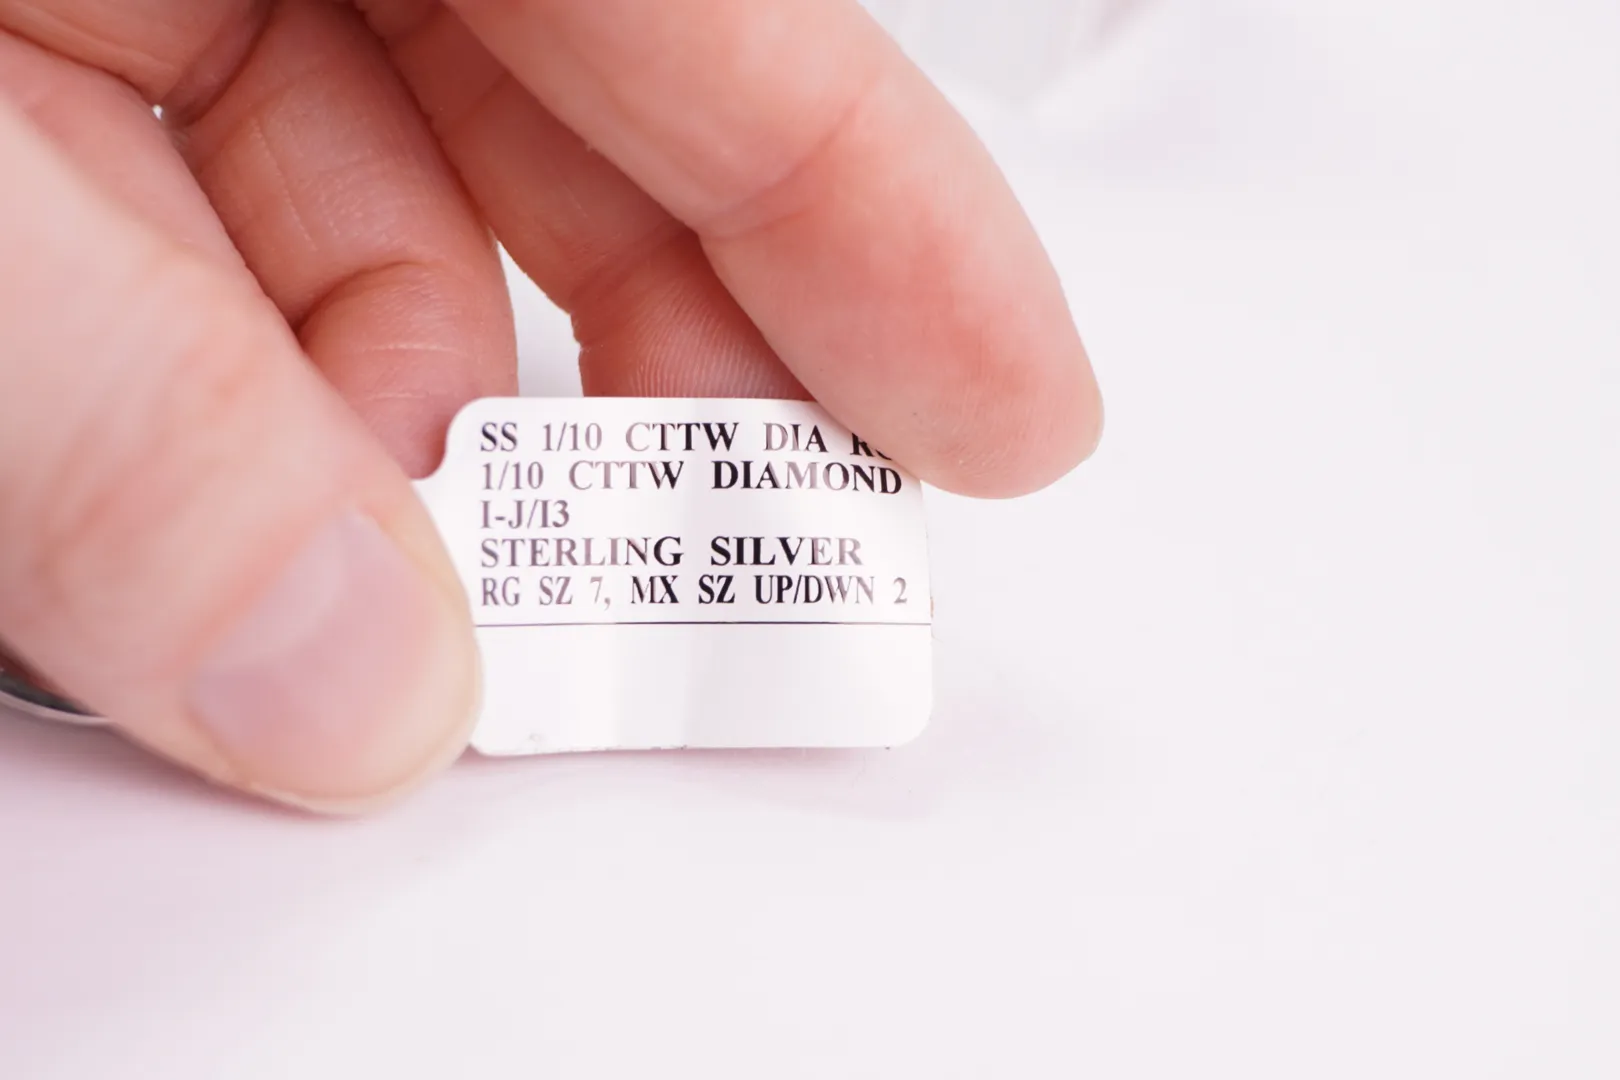 SS 1/10 CTTW DIA
1/10 CTTW DIAMOND
I-J/I3
STERLING SILVER
RG SZ 7, MX SZ UP/DWN 2